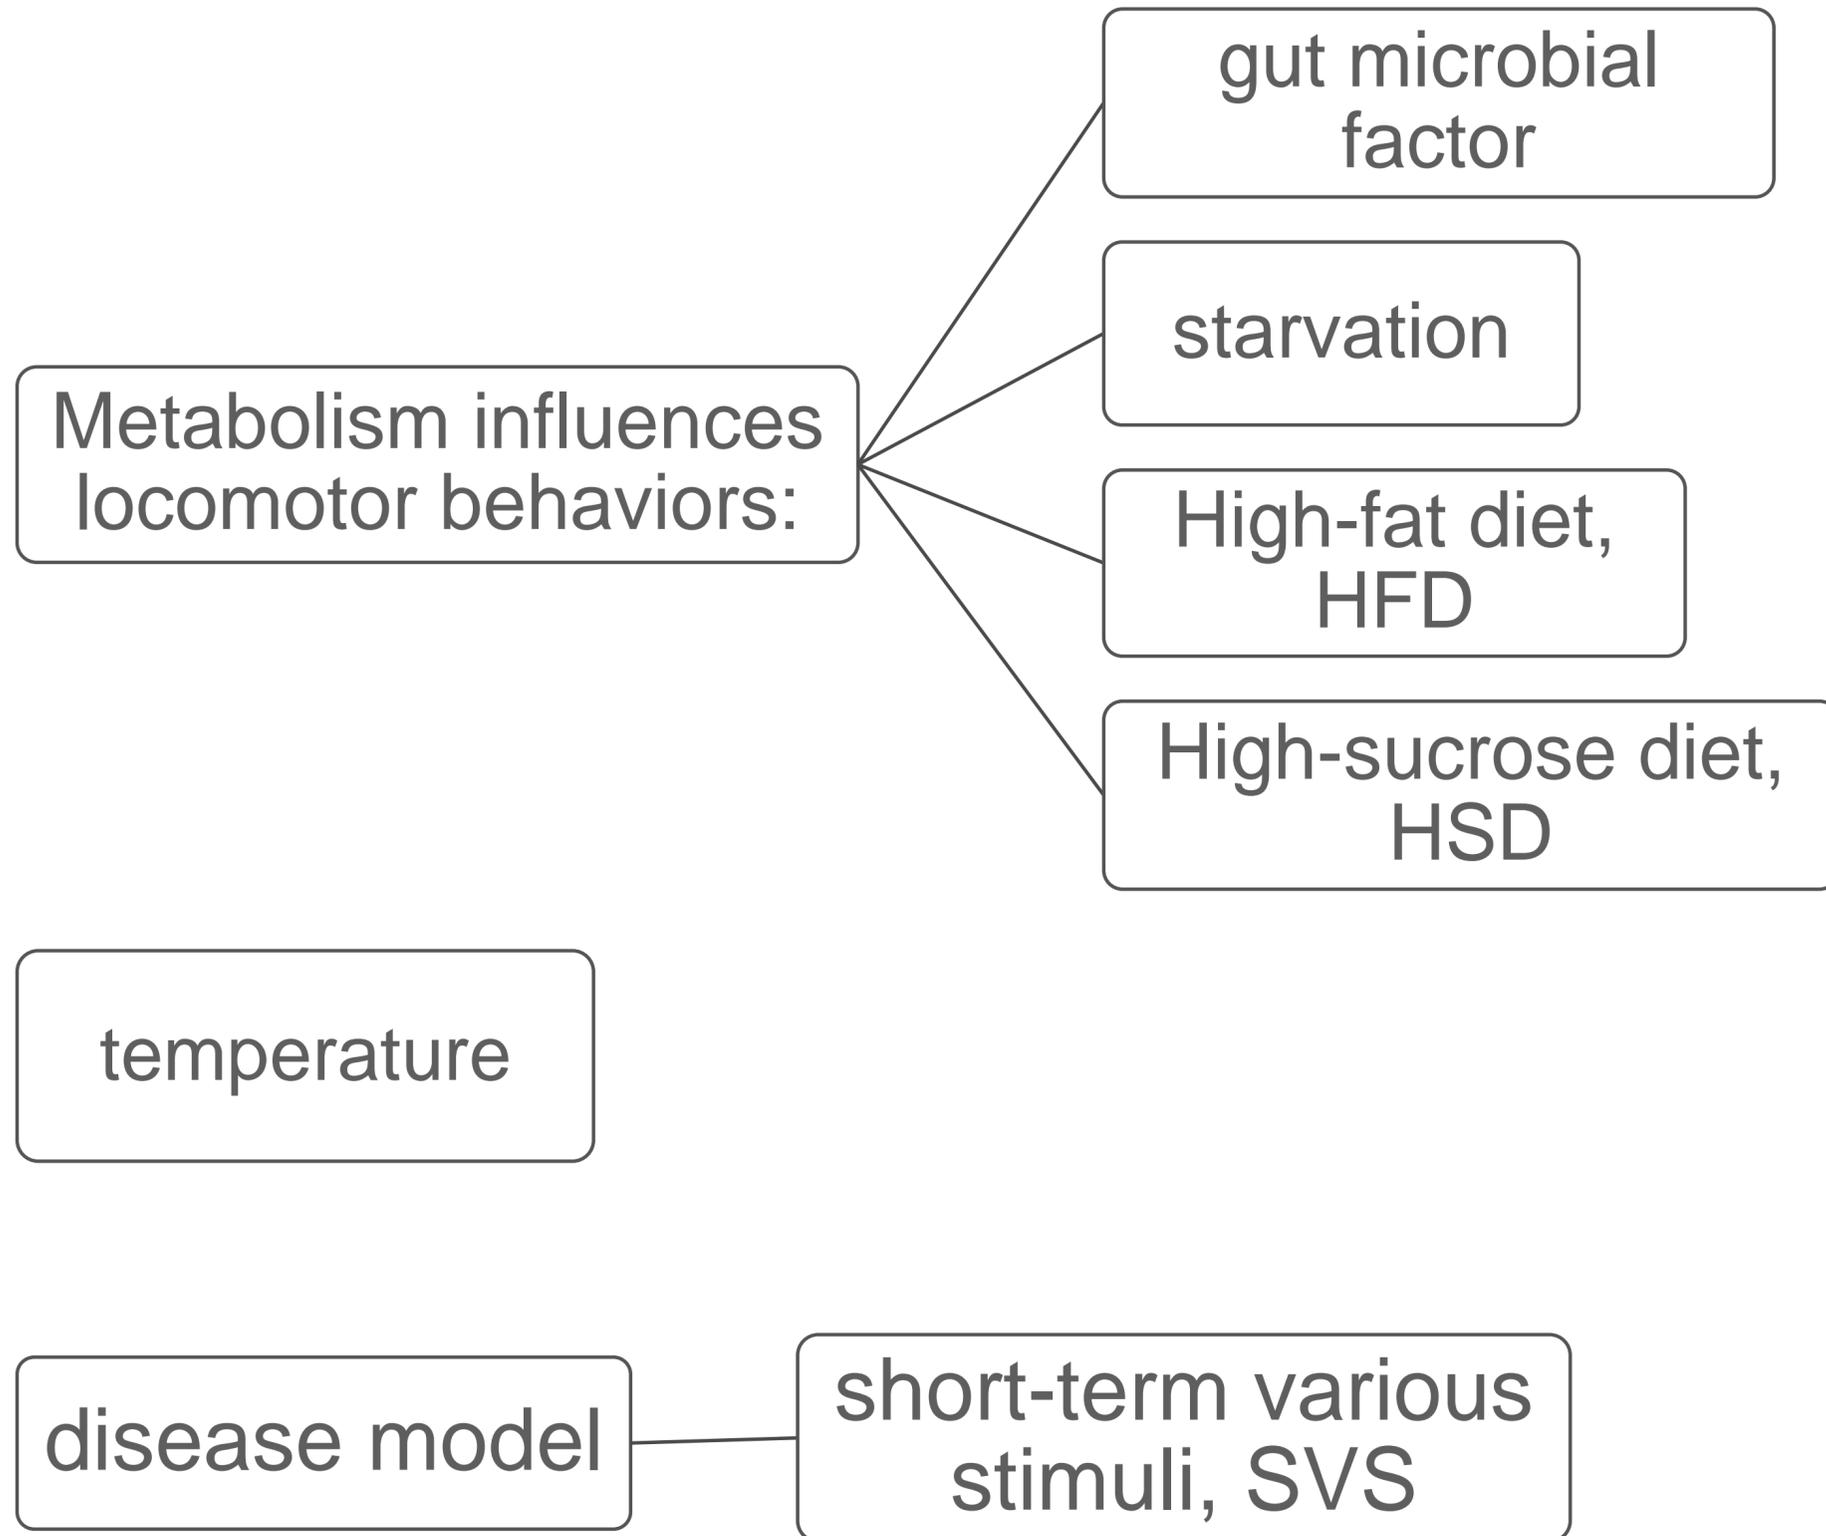 gut microbial
factor
starvation
Metabolism influences
locomotor behaviors:
High-fat diet,
HFD
High-sucrose diet,
HSD
temperature
disease model
short-term various
stimuli, SVS